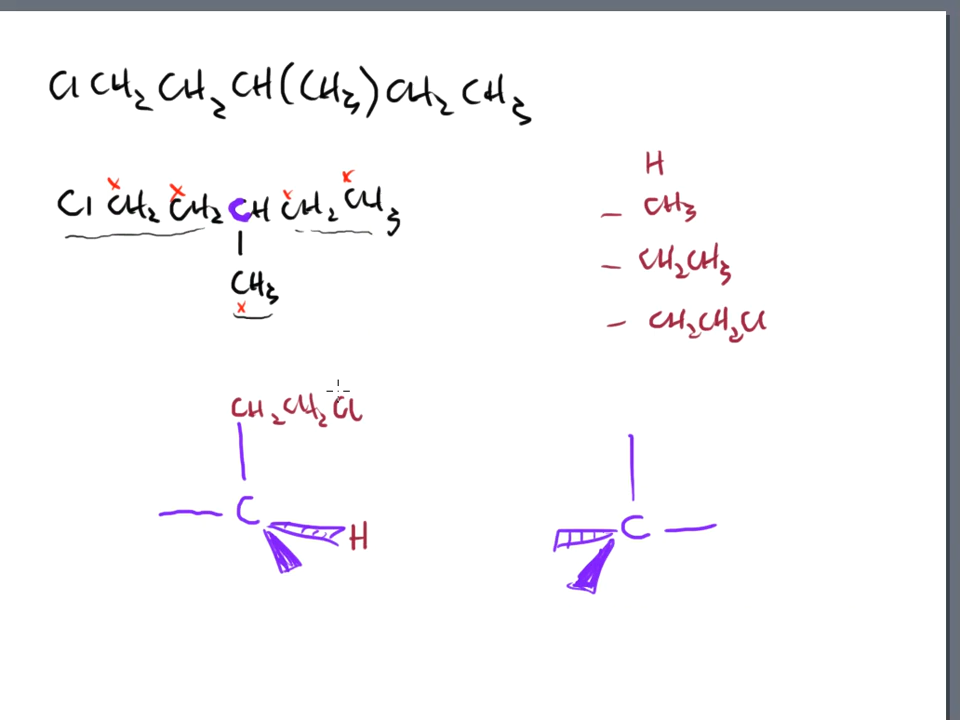 ClCH₂CH₂CH(CH₃)CH₂CH₃
ClCH₂CH₂CHCH₂CH₃
CH₃
H
– CH₃
– CH₂CH₃
– CH₂CH₂Cl
CH₂CH₂Cl
C
H
C